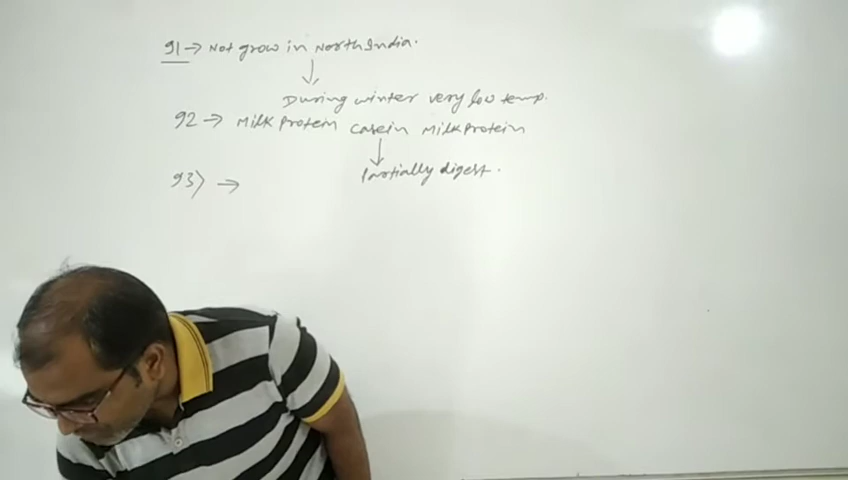 91 → Not grow in North India.
↓
During winter very low temp.
92 → Milk Protein casein Milk Protein
↓
Partially digest.
93) →